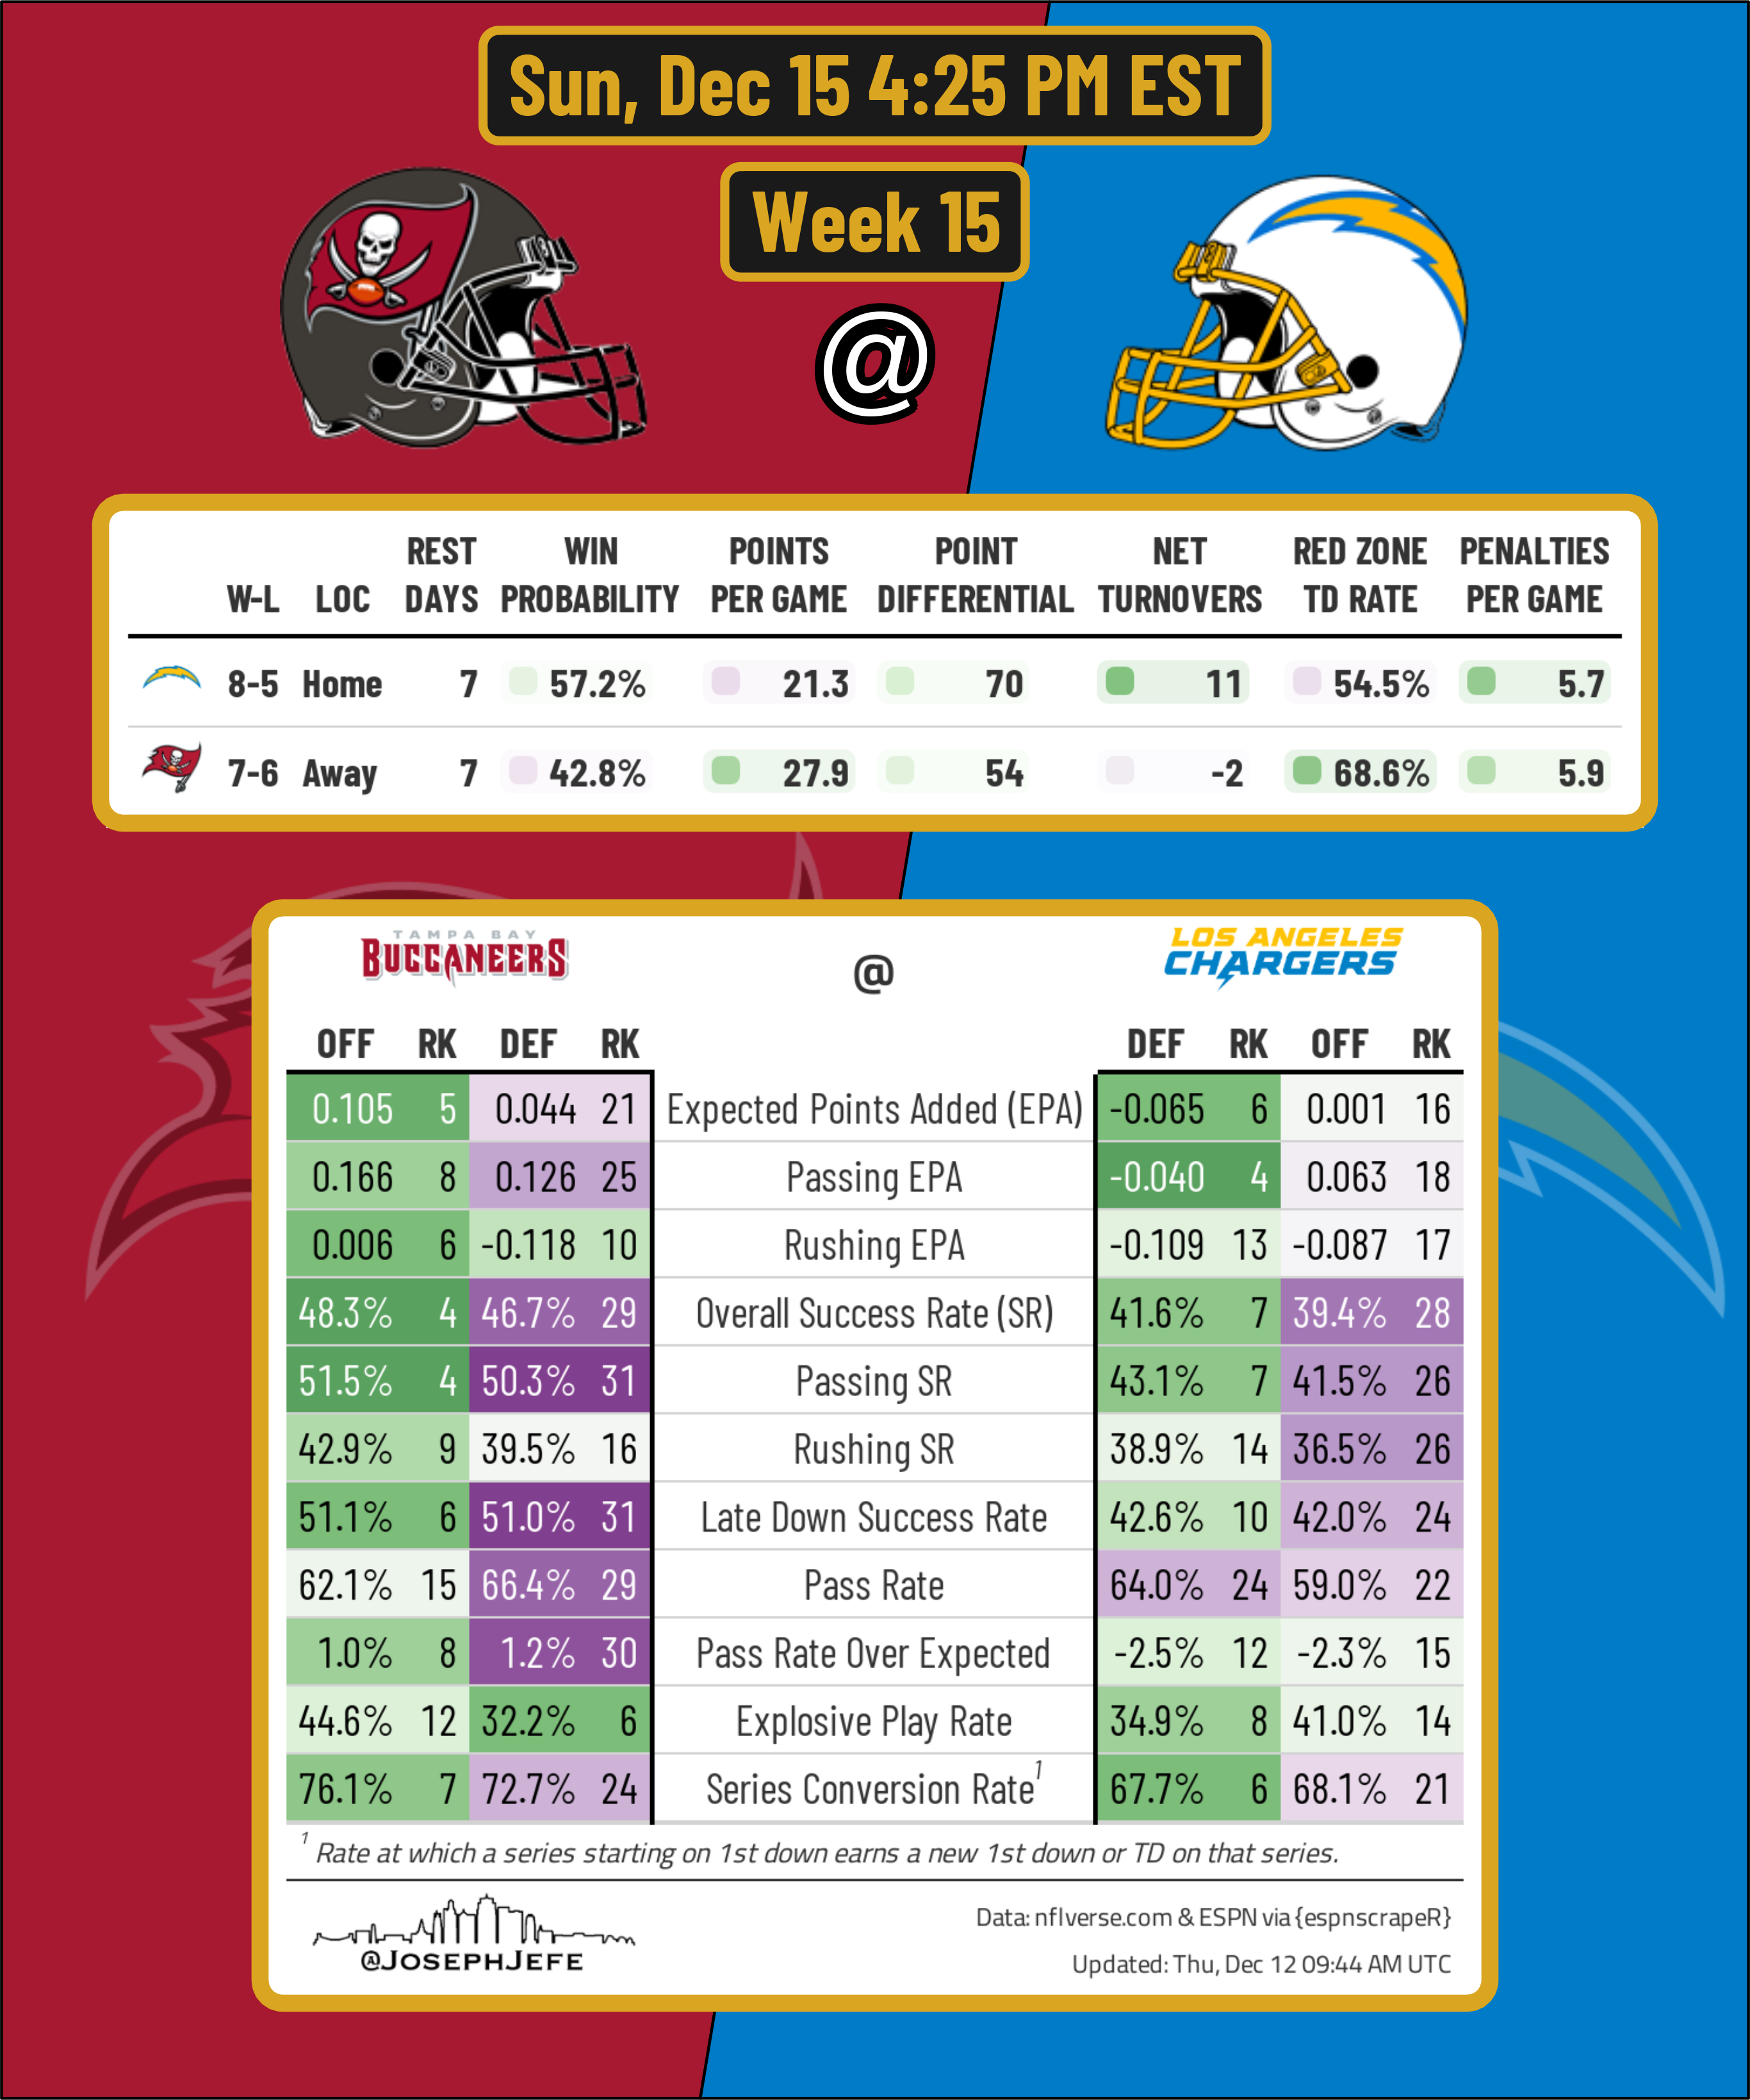 Sun, Dec 15 4:25 PM EST
Week 15
@
REST WIN POINTS POINT NET RED ZONE PENALTIES
W-L LOC DAYS PROBABILITY PER GAME DIFFERENTIAL TURNOVERS TD RATE PER GAME
8-5 Home 7 57.2% 21.3 70 11 54.5% 5.7
7-6 Away 7 42.8% 27.9 54 -2 68.6% 5.9
TAMPA BAY
BUCCANEERS
@
LOS ANGELES
CHARGERS
OFF RK DEF RK DEF RK OFF RK
0.105 5 0.044 21 Expected Points Added (EPA) -0.065 6 0.001 16
0.166 8 0.126 25 Passing EPA -0.040 4 0.063 18
0.006 6 -0.118 10 Rushing EPA -0.109 13 -0.087 17
48.3% 4 46.7% 29 Overall Success Rate (SR) 41.6% 7 39.4% 28
51.5% 4 50.3% 31 Passing SR 43.1% 7 41.5% 26
42.9% 9 39.5% 16 Rushing SR 38.9% 14 36.5% 26
51.1% 6 51.0% 31 Late Down Success Rate 42.6% 10 42.0% 24
62.1% 15 66.4% 29 Pass Rate 64.0% 24 59.0% 22
1.0% 8 1.2% 30 Pass Rate Over Expected -2.5% 12 -2.3% 15
44.6% 12 32.2% 6 Explosive Play Rate 34.9% 8 41.0% 14
76.1% 7 72.7% 24 Series Conversion Rate¹ 67.7% 6 68.1% 21
¹ Rate at which a series starting on 1st down earns a new 1st down or TD on that series.
@JOSEPHJEFE
Data: nflverse.com & ESPN via {espnscrapeR}
Updated: Thu, Dec 12 09:44 AM UTC